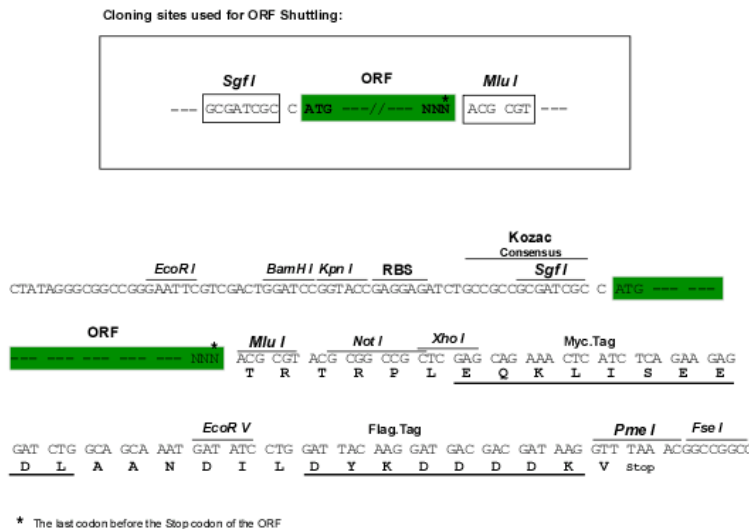 Cloning sites used for ORF Shuttling:
Sgf I ORF Mlu I
--- GCGATCGC C ATG ---//--- NNN* ACG CGT ---
Kozac
Consensus
EcoR I BamH I Kpn I RBS Sgf I
CTATAGGGCGGCCGGGAATTCGTCGACTGGATCCGGTACCGAGGAGATCTGCCGCCGCGATCGC C ATG --- ---
ORF Mlu I Not I Xho I Myc.Tag
--- --- --- --- --- --- NNN* ACG CGT ACG CGG CCG CTC GAG CAG AAA CTC ATC TCA GAA GAG
T R T R P L E Q K L I S E E
EcoR V Flag.Tag Pme I Fse I
GAT CTG GCA GCA AAT GAT ATC CTG GAT TAC AAG GAT GAC GAC GAT AAG GTT TAA ACGGCCGGCC
D L A A N D I L D Y K D D D D K V Stop
* The last codon before the Stop codon of the ORF